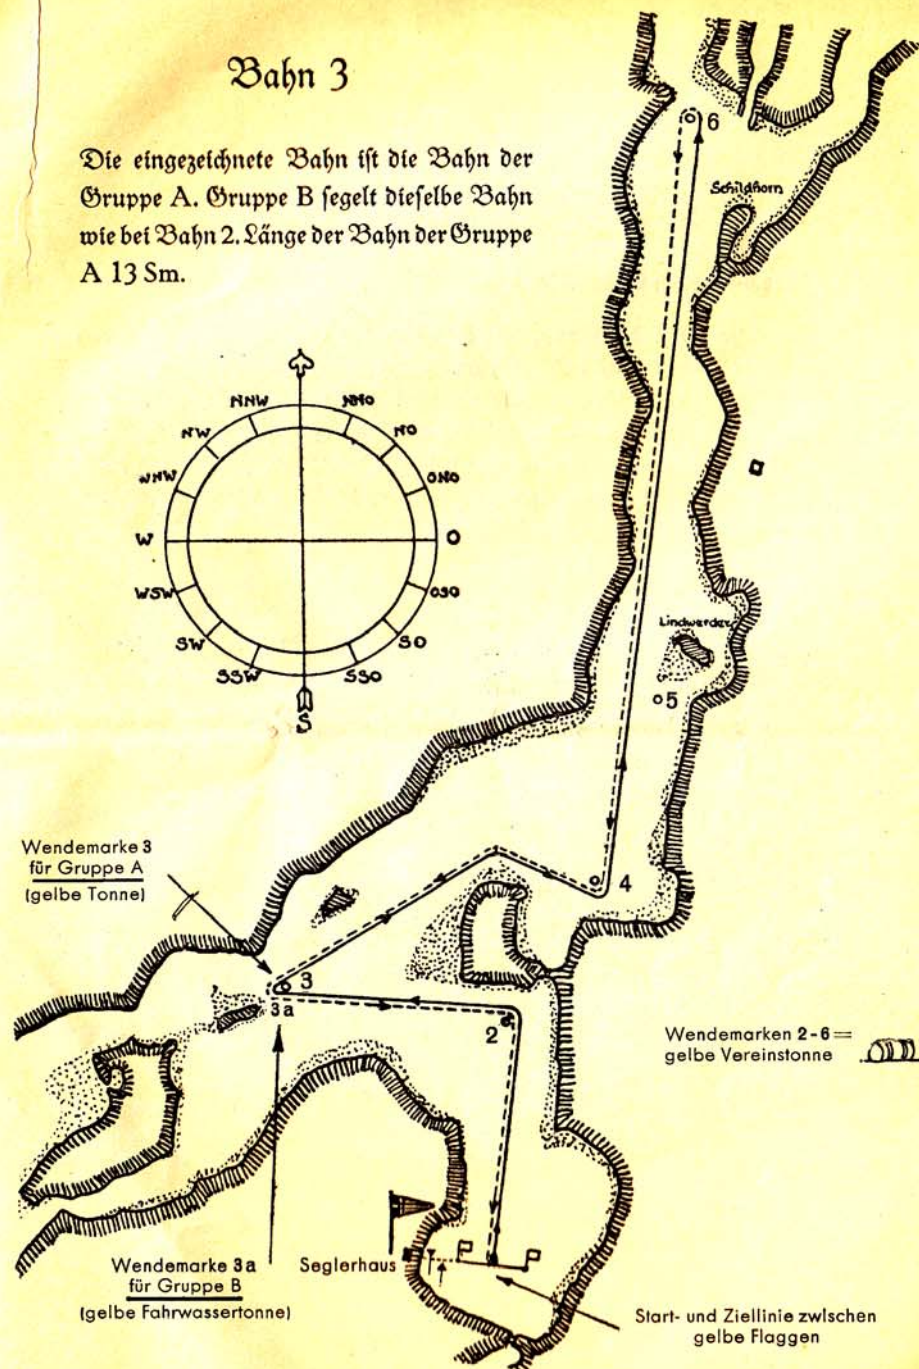 Bahn 3
Die eingezeichnete Bahn ist die Bahn der
Gruppe A. Gruppe B segelt dieselbe Bahn
wie bei Bahn 2. Länge der Bahn der Gruppe
A 13 Sm.
6
Schildhorn
NNW
NNO
NW
NO
WNW
ONO
W
O
WSW
OSO
SW
SO
SSW
SSO
S
Lindwerder
5
Wendemarke 3
für Gruppe A
(gelbe Tonne)
4
3
3a
2
Wendemarken 2-6=
gelbe Vereinstonne
Wendemarke 3a
für Gruppe B
(gelbe Fahrwassertonne)
Seglerhaus
Start- und Ziellinie zwischen
gelbe Flaggen